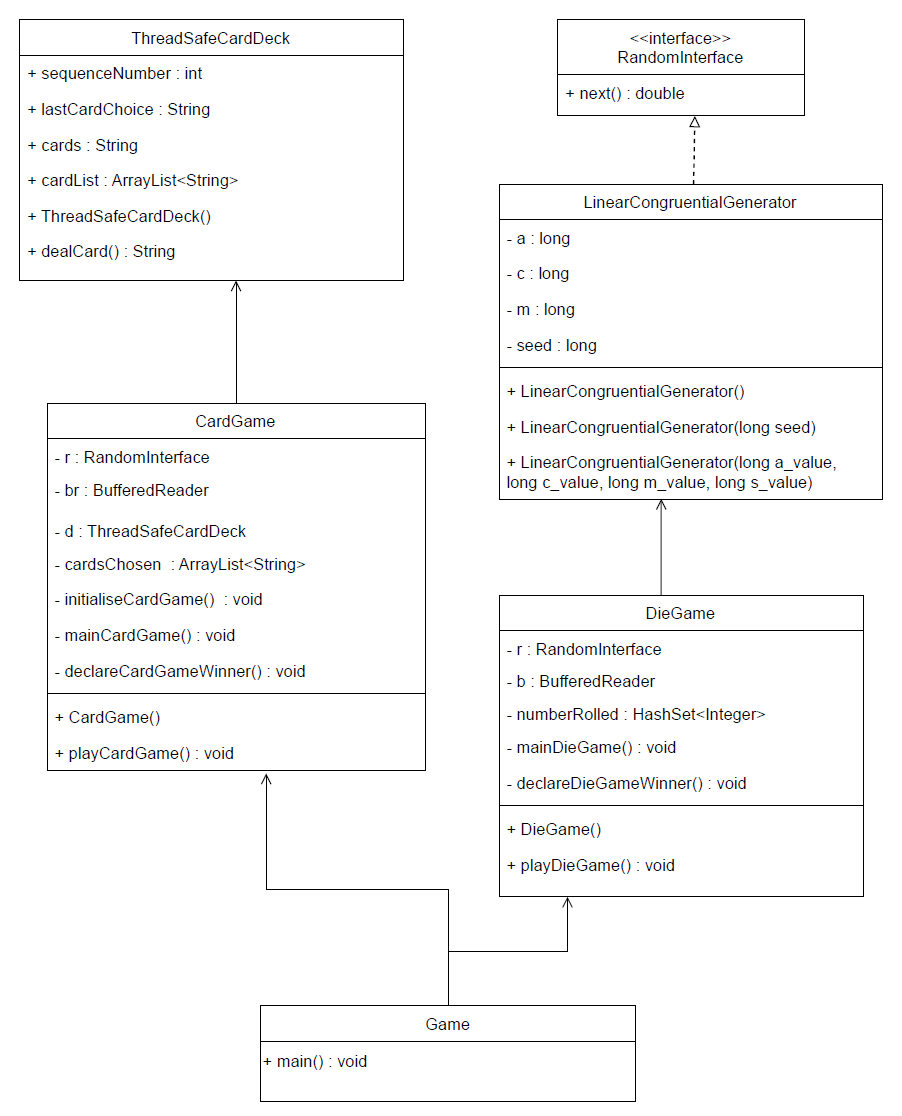 ThreadSafeCardDeck
+ sequenceNumber : int
+ lastCardChoice : String
+ cards : String
+ cardList : ArrayList<String>
+ ThreadSafeCardDeck()
+ dealCard() : String
<<interface>>
RandomInterface
+ next() : double
LinearCongruentialGenerator
- a : long
- c : long
- m : long
- seed : long
+ LinearCongruentialGenerator()
+ LinearCongruentialGenerator(long seed)
+ LinearCongruentialGenerator(long a_value,
long c_value, long m_value, long s_value)
CardGame
- r : RandomInterface
- br : BufferedReader
- d : ThreadSafeCardDeck
- cardsChosen : ArrayList<String>
- initialiseCardGame() : void
- mainCardGame() : void
- declareCardGameWinner() : void
+ CardGame()
+ playCardGame() : void
DieGame
- r : RandomInterface
- b : BufferedReader
- numberRolled : HashSet<Integer>
- mainDieGame() : void
- declareDieGameWinner() : void
+ DieGame()
+ playDieGame() : void
Game
+ main() : void